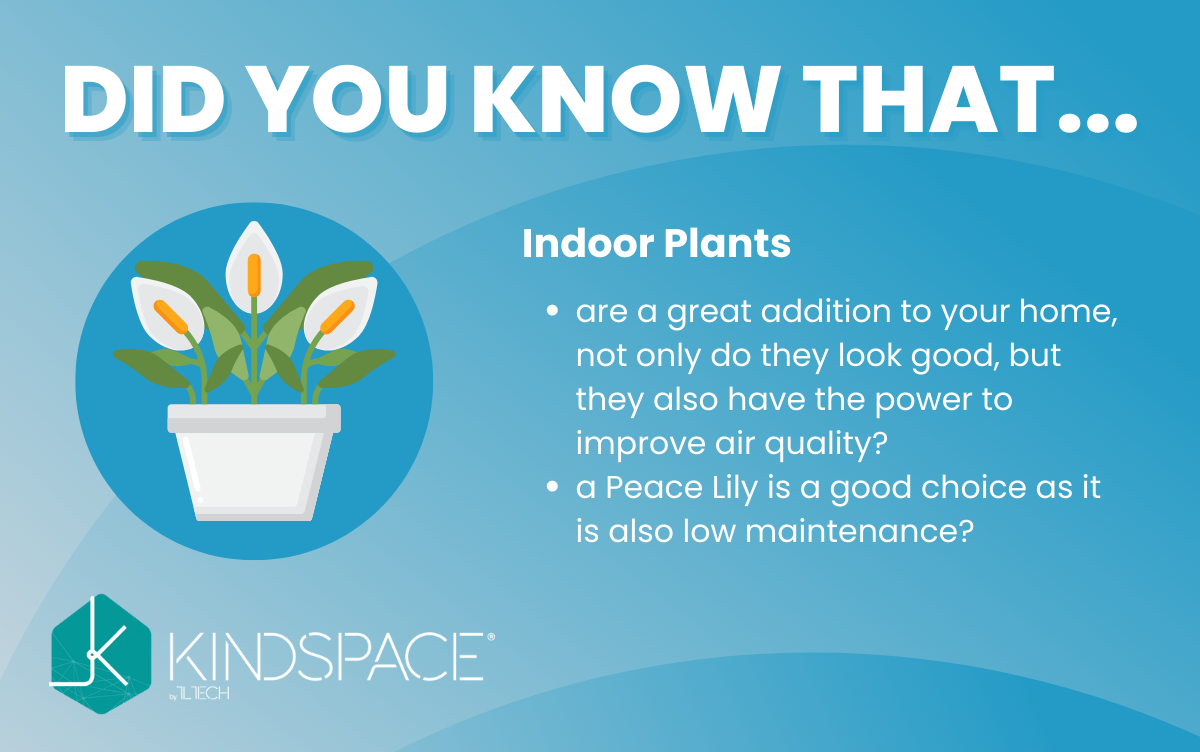 DID YOU KNOW THAT...
Indoor Plants
• are a great addition to your home,
not only do they look good, but
they also have the power to
improve air quality?
• a Peace Lily is a good choice as it
is also low maintenance?
KINDSPACE®
by TLTECH